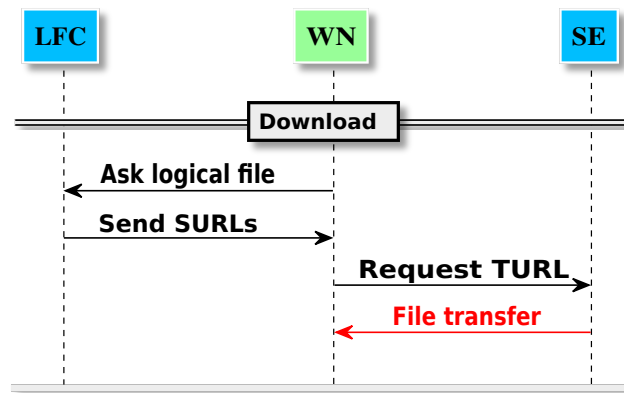 LFC
WN
SE
Download
Ask logical file
Send SURLs
Request TURL
File transfer